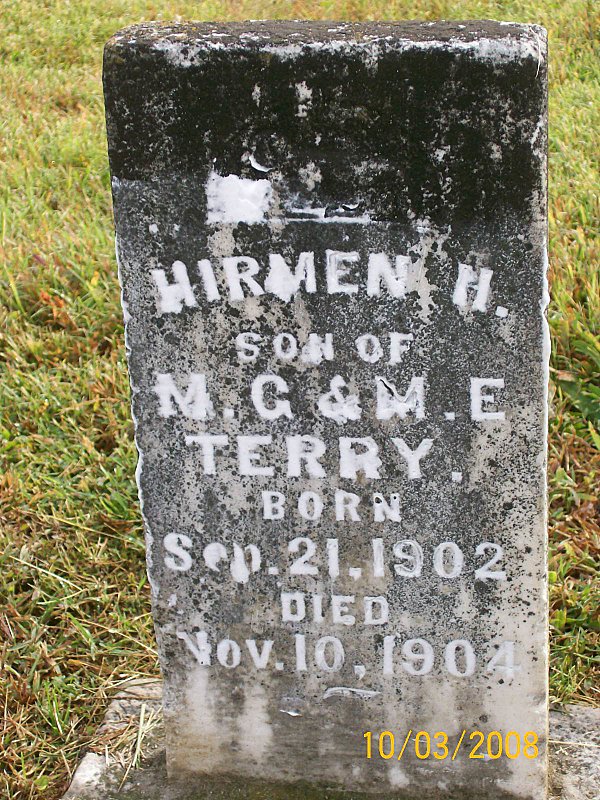 HIRMEN H.
SON OF
M. G & M. E
TERRY.
BORN
Sep. 21, 1902
DIED
Nov. 10, 1904
10/03/2008